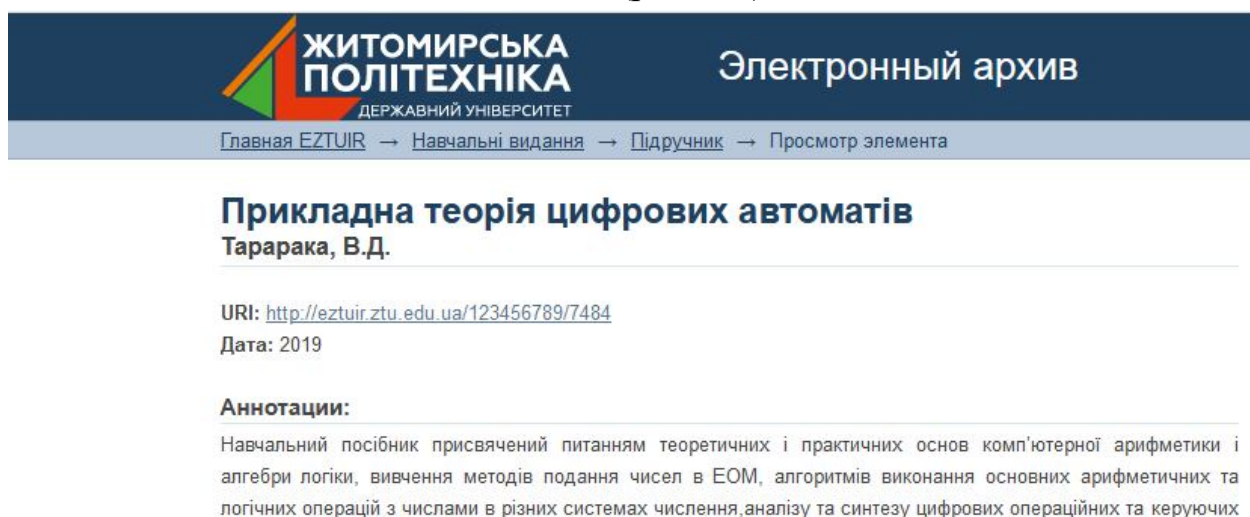 ЖИТОМИРСЬКА
ПОЛІТЕХНІКА
ДЕРЖАВНИЙ УНІВЕРСИТЕТ
Электронный архив
Главная EZTUIR → Навчальні видання → Підручник → Просмотр элемента
Прикладна теорія цифрових автоматів
Тарарака, В.Д.
URI: http://eztuir.ztu.edu.ua/123456789/7484
Дата: 2019
Аннотации:
Навчальний посібник присвячений питанням теоретичних і практичних основ комп'ютерної арифметики і
алгебри логіки, вивчення методів подання чисел в ЕОМ, алгоритмів виконання основних арифметичних та
логічних операцій з числами в різних системах числення,аналізу та синтезу цифрових операційних та керуючих